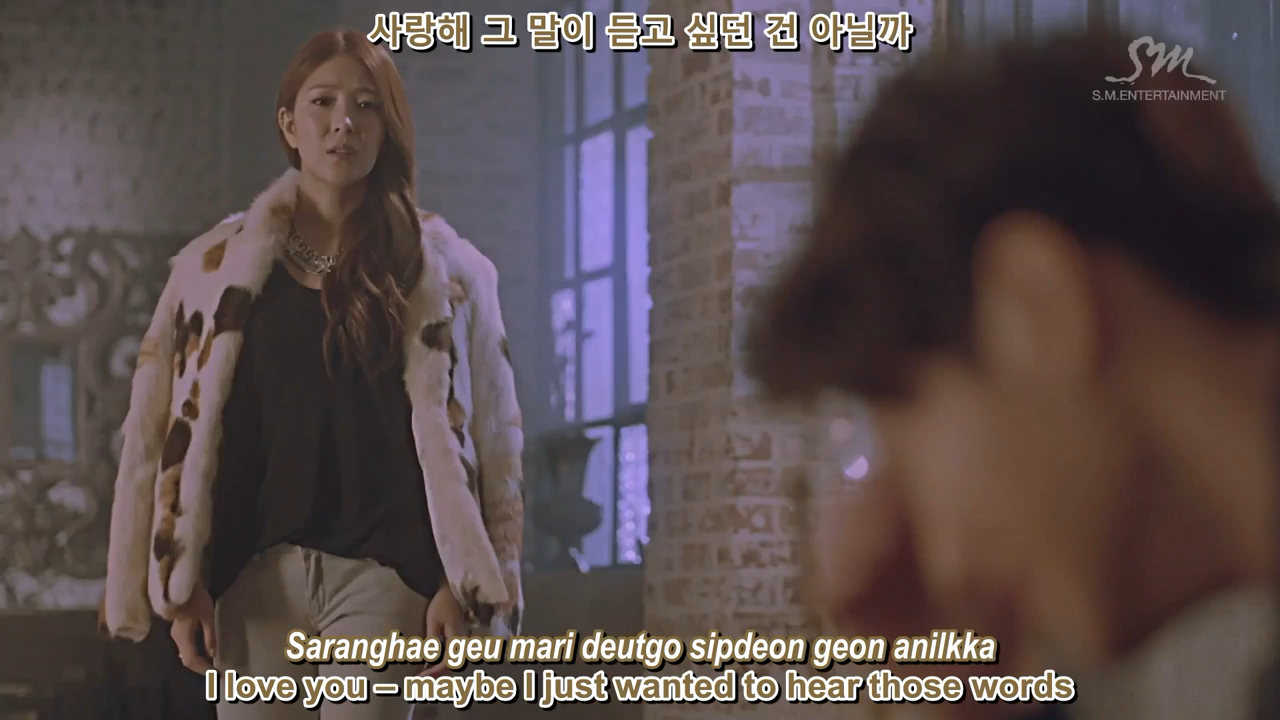 사랑해 그 말이 듣고 싶던 건 아닐까
SM
S.M.ENTERTAINMENT
Saranghae geu mari deutgo sipdeon geon anilkka
I love you – maybe I just wanted to hear those words